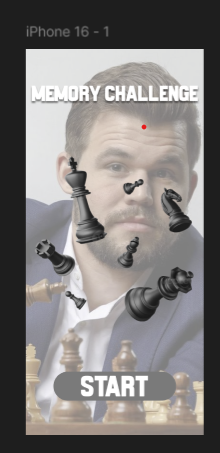 iPhone 16 - 1
MEMORY CHALLENGE
START